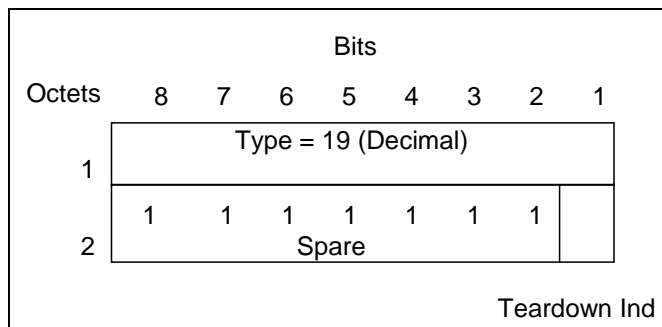 Bits
Octets 8 7 6 5 4 3 2 1
Type = 19 (Decimal)
1
1 1 1 1 1 1 1
2 Spare
Teardown Ind